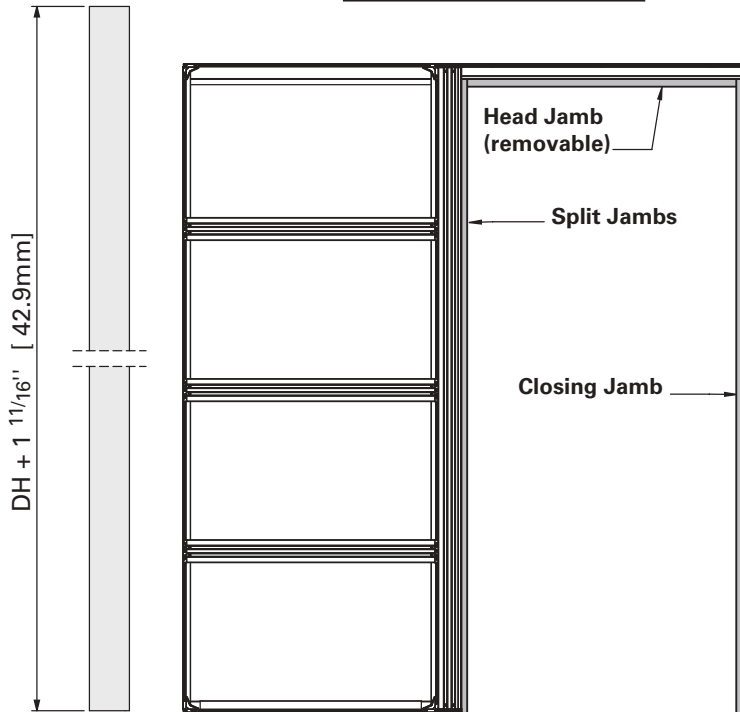 Head Jamb
(removable)
Split Jambs
Closing Jamb
DH + 1 11/16'' [ 42.9mm]